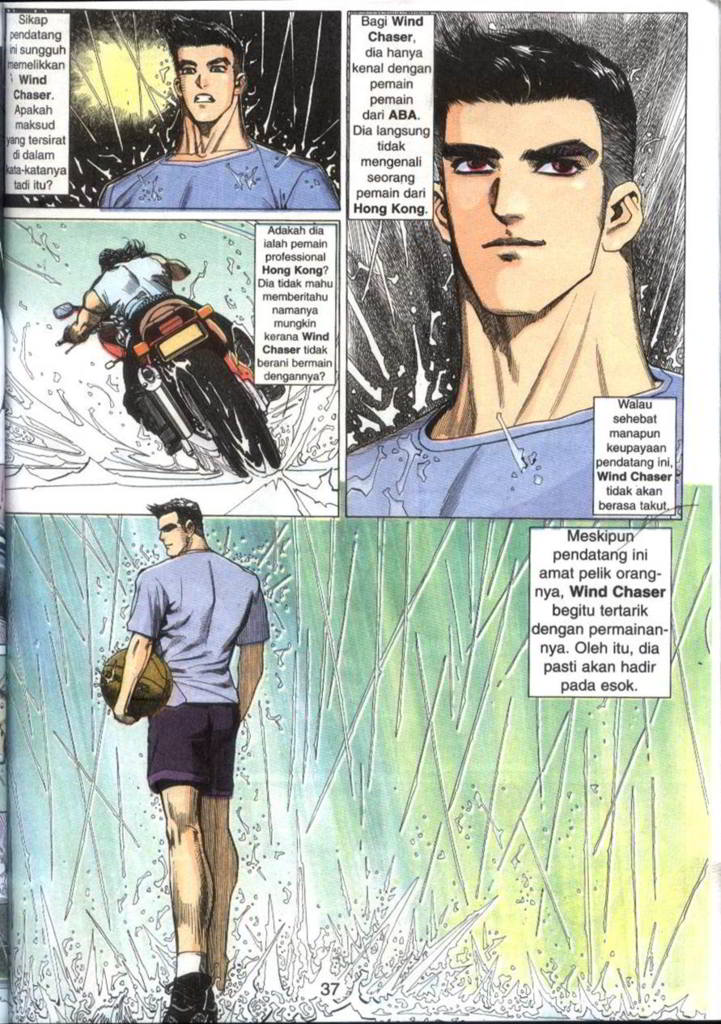 Sikap
pendatang
ini sungguh
memelikkan
Wind
Chaser.
Apakah
maksud
yang tersirat
di dalam
kata-katanya
tadi itu?
Bagi Wind
Chaser,
dia hanya
kenal dengan
pemain
pemain
dari ABA.
Dia langsung
tidak
mengenali
seorang
pemain dari
Hong Kong.
Adakah dia
ialah pemain
professional
Hong Kong?
Dia tidak mahu
memberitahu
namanya
mungkin
kerana Wind
Chaser tidak
berani bermain
dengannya?
Walau
sehebat
manapun
keupayaan
pendatang ini,
Wind Chaser
tidak akan
berasa takut.
Meskipun
pendatang ini
amat pelik orang-
nya, Wind Chaser
begitu tertarik
dengan permainan-
nya. Oleh itu, dia
pasti akan hadir
pada esok.
37